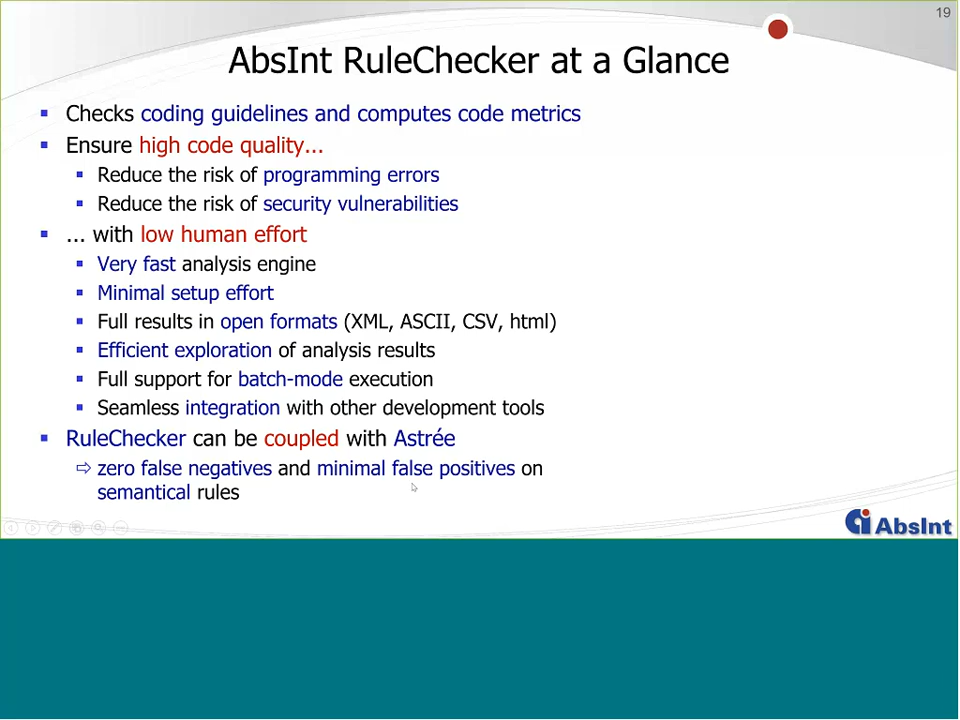 19
AbsInt RuleChecker at a Glance
Checks coding guidelines and computes code metrics
Ensure high code quality...
Reduce the risk of programming errors
Reduce the risk of security vulnerabilities
... with low human effort
Very fast analysis engine
Minimal setup effort
Full results in open formats (XML, ASCII, CSV, html)
Efficient exploration of analysis results
Full support for batch-mode execution
Seamless integration with other development tools
RuleChecker can be coupled with Astrée
⇨ zero false negatives and minimal false positives on
semantical rules
AbsInt